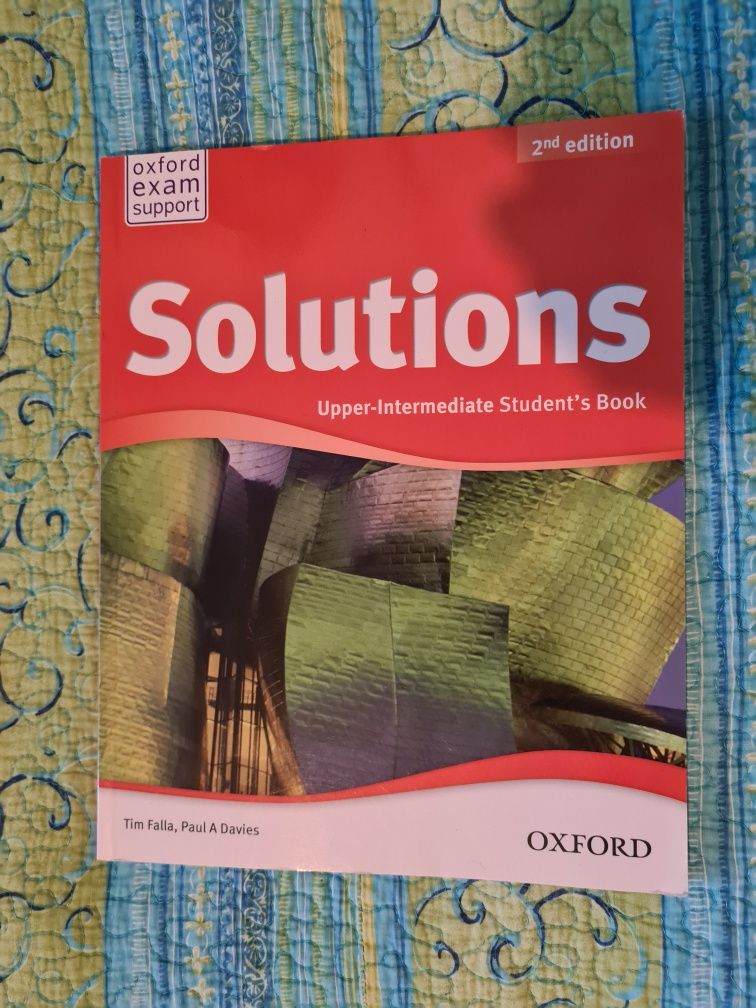 oxford
exam
support
2nd edition
Solutions
Upper-Intermediate Student's Book
Tim Falla, Paul A Davies
OXFORD